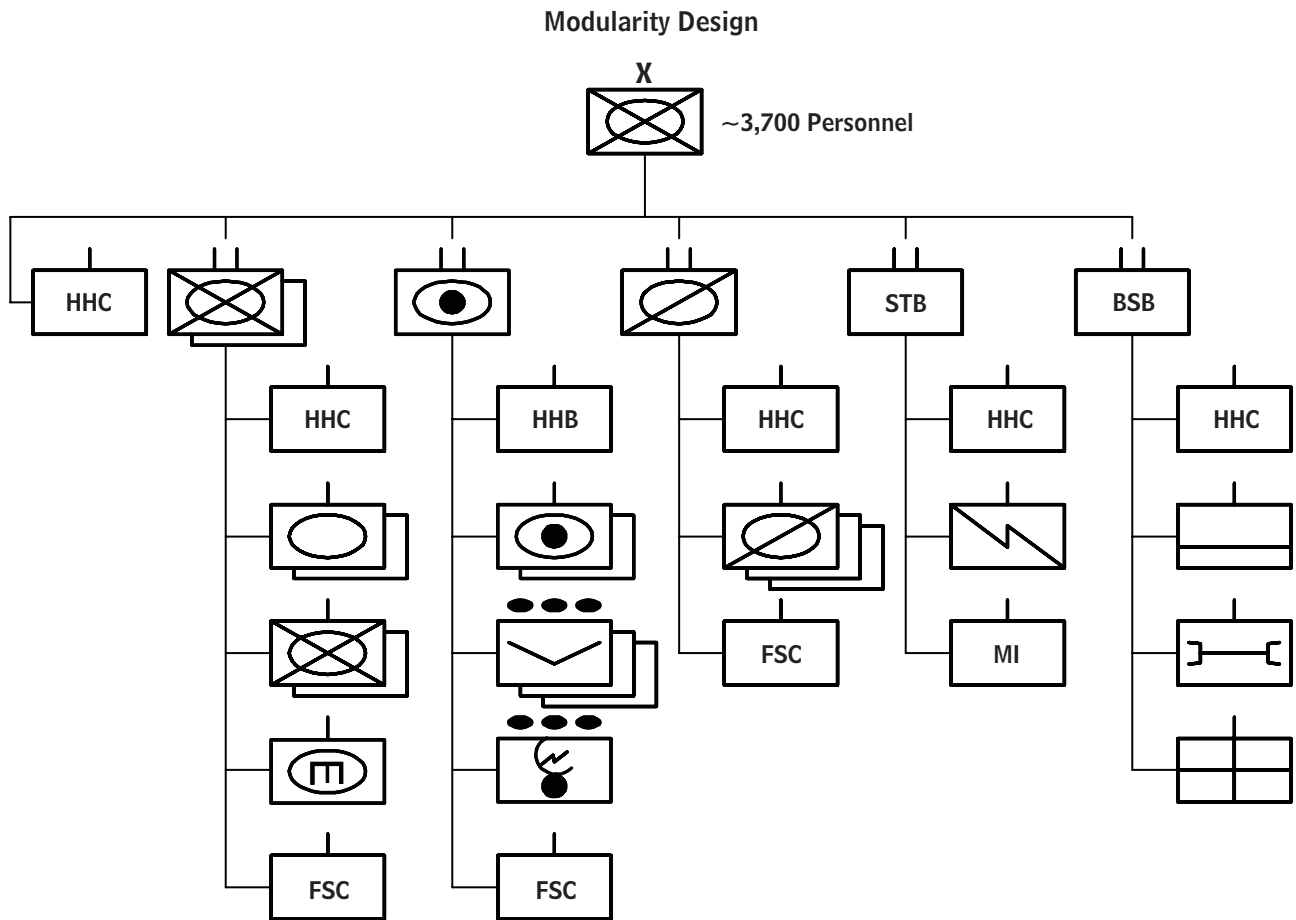 Modularity Design
X
~3,700 Personnel
HHC
STB
BSB
HHC
HHB
HHC
HHC
HHC
FSC
MI
FSC
FSC